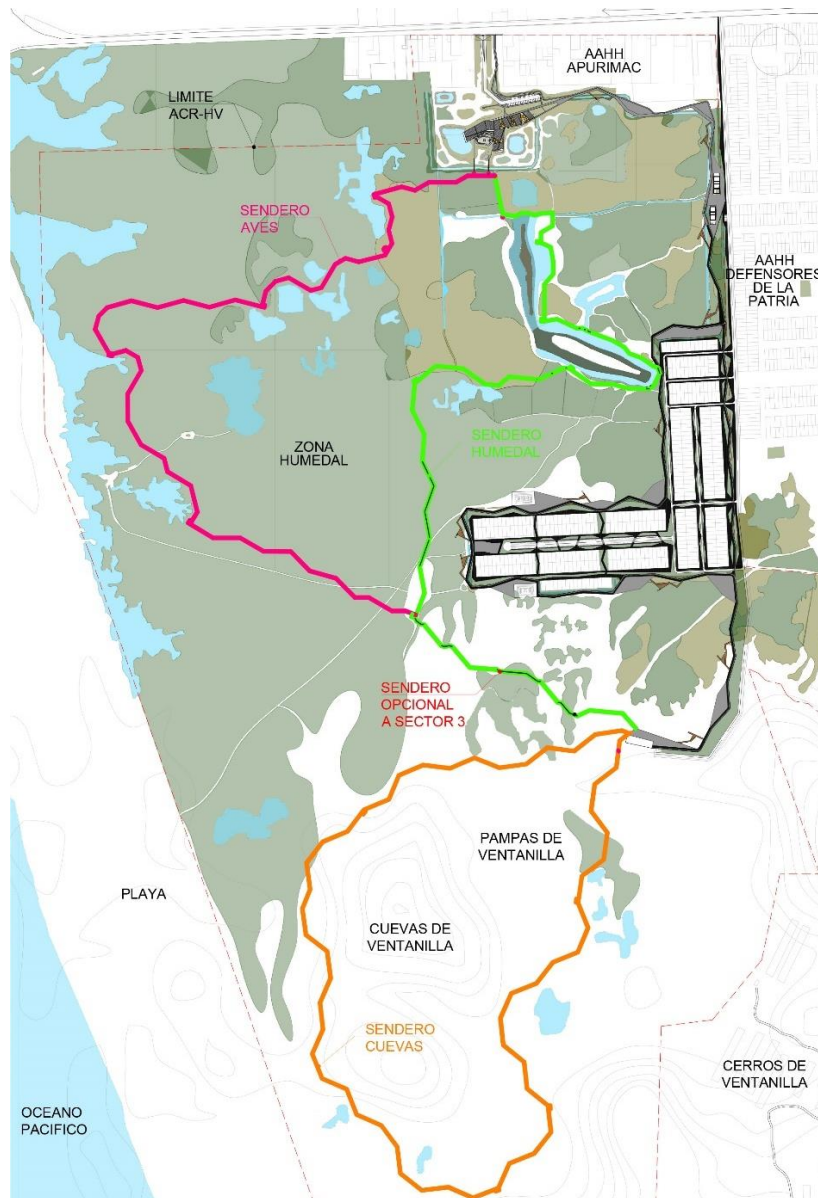 AAHH
APURIMAC
LIMITE
ACR-HV
SENDERO
AVES
AAHH
DEFENSORES
DE LA
PATRIA
SENDERO
HUMEDAL
ZONA
HUMEDAL
SENDERO
OPCIONAL
A SECTOR 3
PAMPAS DE
VENTANILLA
PLAYA
CUEVAS DE
VENTANILLA
SENDERO
CUEVAS
CERROS DE
VENTANILLA
OCEANO
PACIFICO